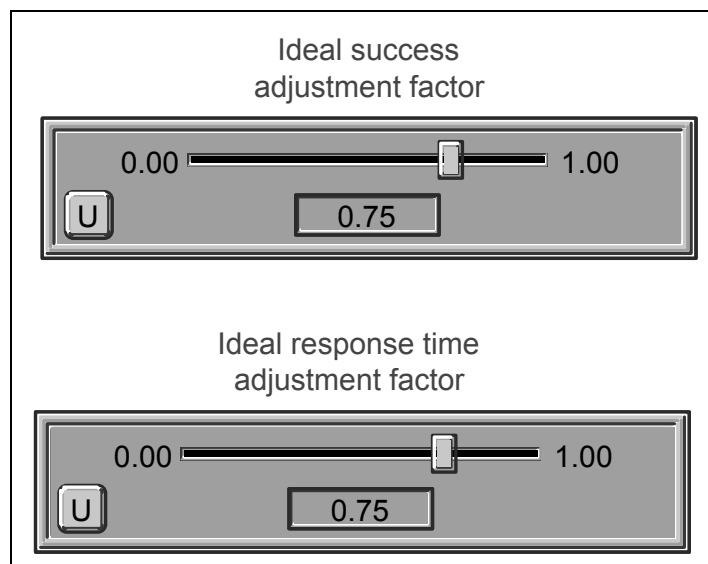 Ideal success
adjustment factor
0.00 1.00
U 0.75
Ideal response time
adjustment factor
0.00 1.00
U 0.75